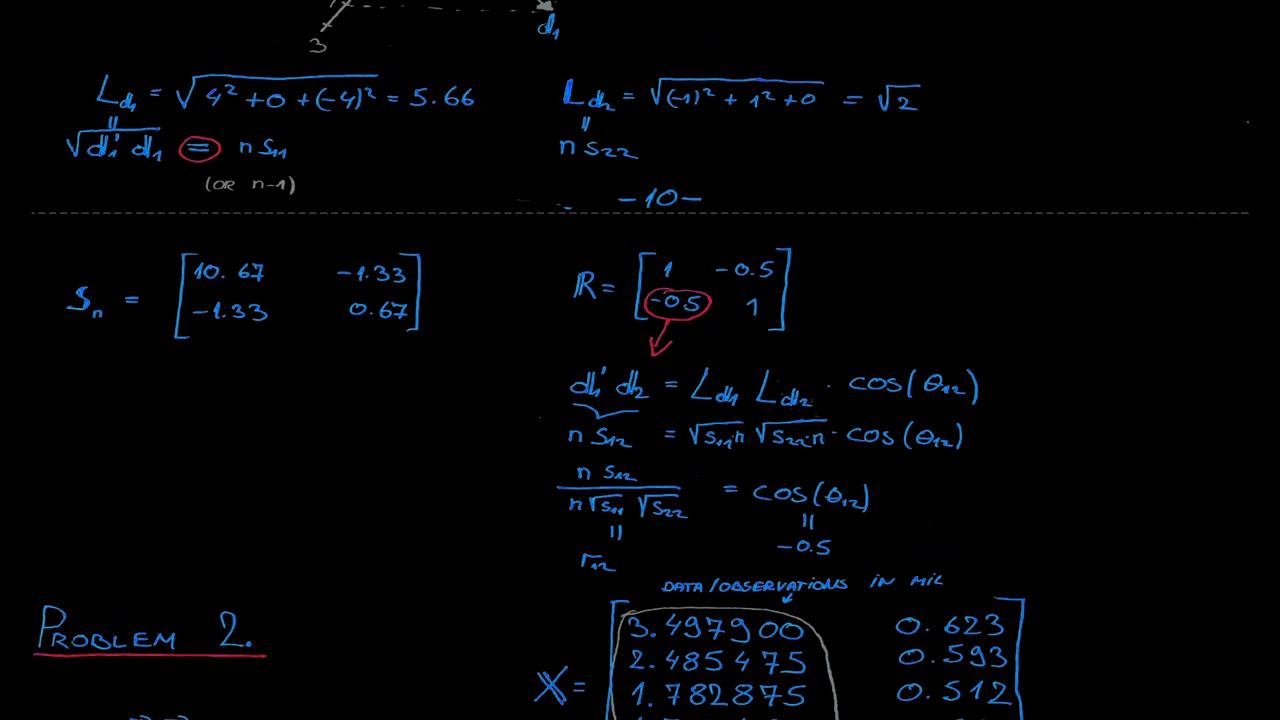 d₁
3
L_d₁ = √(4² + 0 + (-4)²) = 5.66
L_d₂ = √((-1)² + 1² + 0) = √2
||
||
√(d₁' d₁) = n s₁₁
n s₂₂
(OR n-1)
-10-
S_n = [10.67 -1.33
-1.33 0.67]
R = [1 -0.5
-0.5 1]
d₁' d₂ = L_d₁ L_d₂ · cos(θ₁₂)
n s₁₂ = √(s₁₁·n) √(s₂₂·n) · cos(θ₁₂)
n s₁₂ / (n √s₁₁ √s₂₂) = cos(θ₁₂)
||
||
r₁₂
-0.5
DATA/OBSERVATIONS IN MIL
PROBLEM 2.
X = [3.497900 0.623
2.485475 0.593
1.782875 0.512